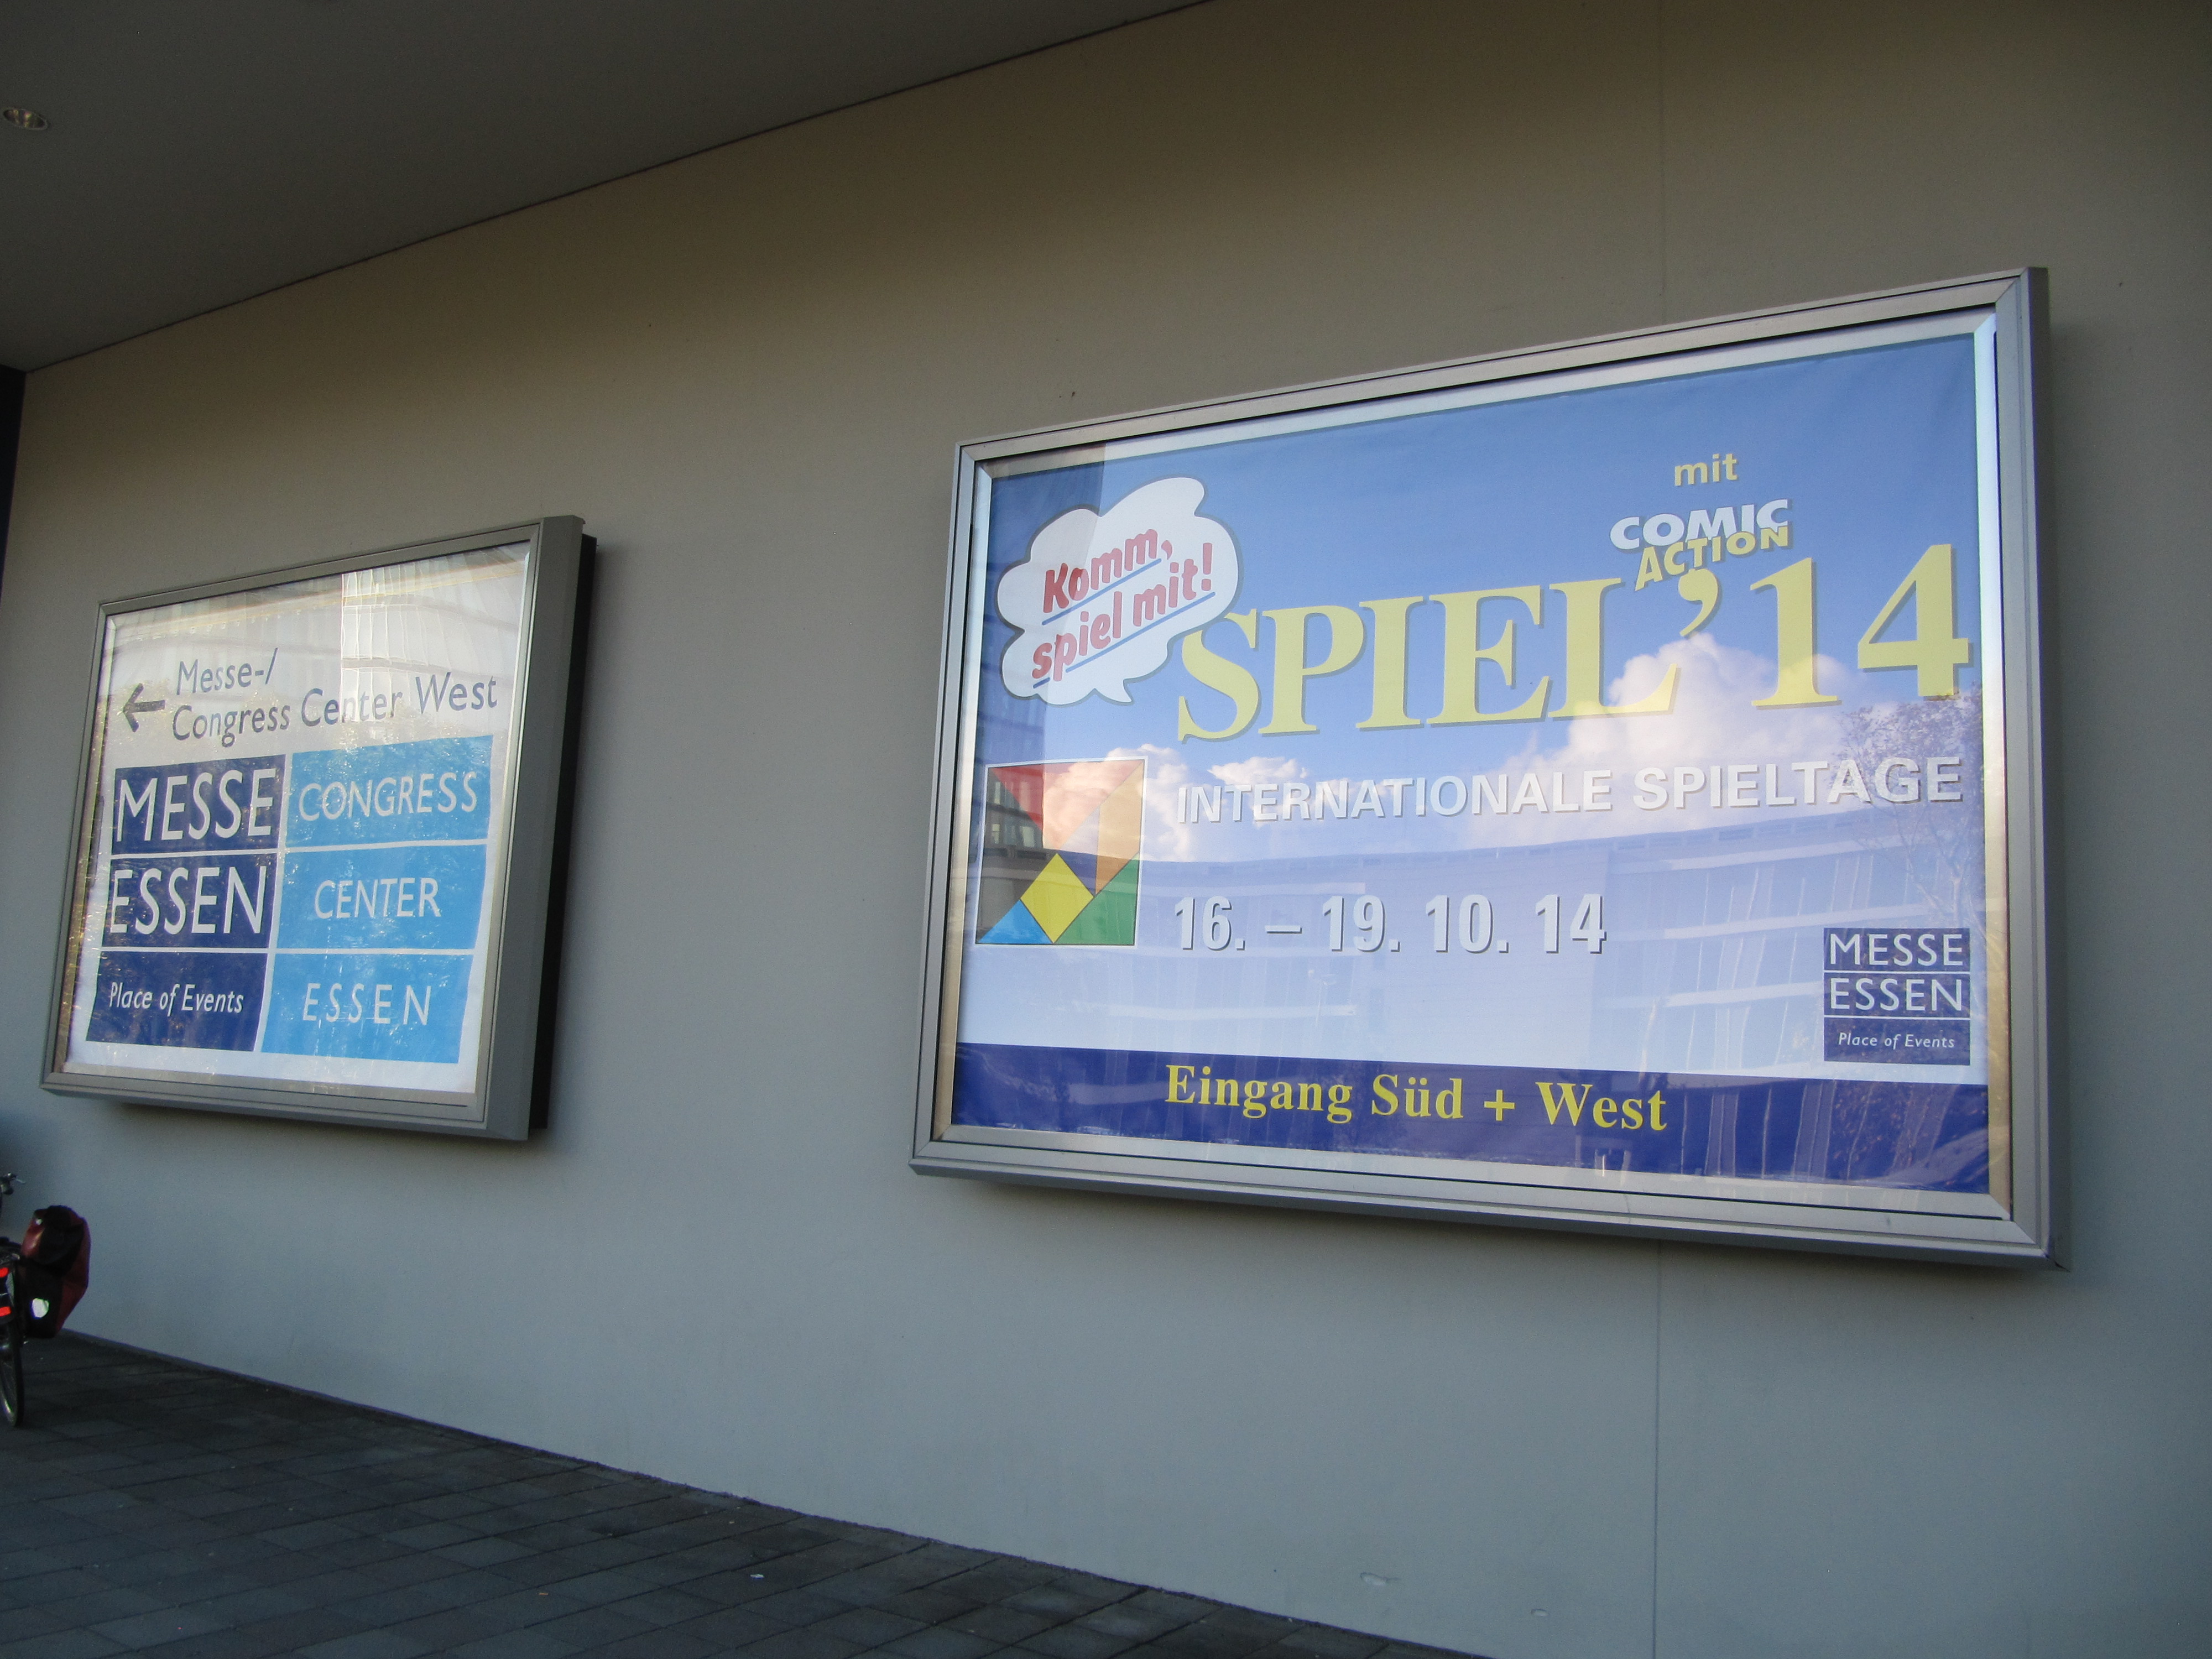 Messe-/
Congress Center West
MESSE
ESSEN
Place of Events
CONGRESS
CENTER
ESSEN
Komm,
spiel mit!
mit
COMIC
ACTION
SPIEL’14
INTERNATIONALE SPIELTAGE
16. – 19. 10. 14
MESSE
ESSEN
Place of Events
Eingang Süd + West